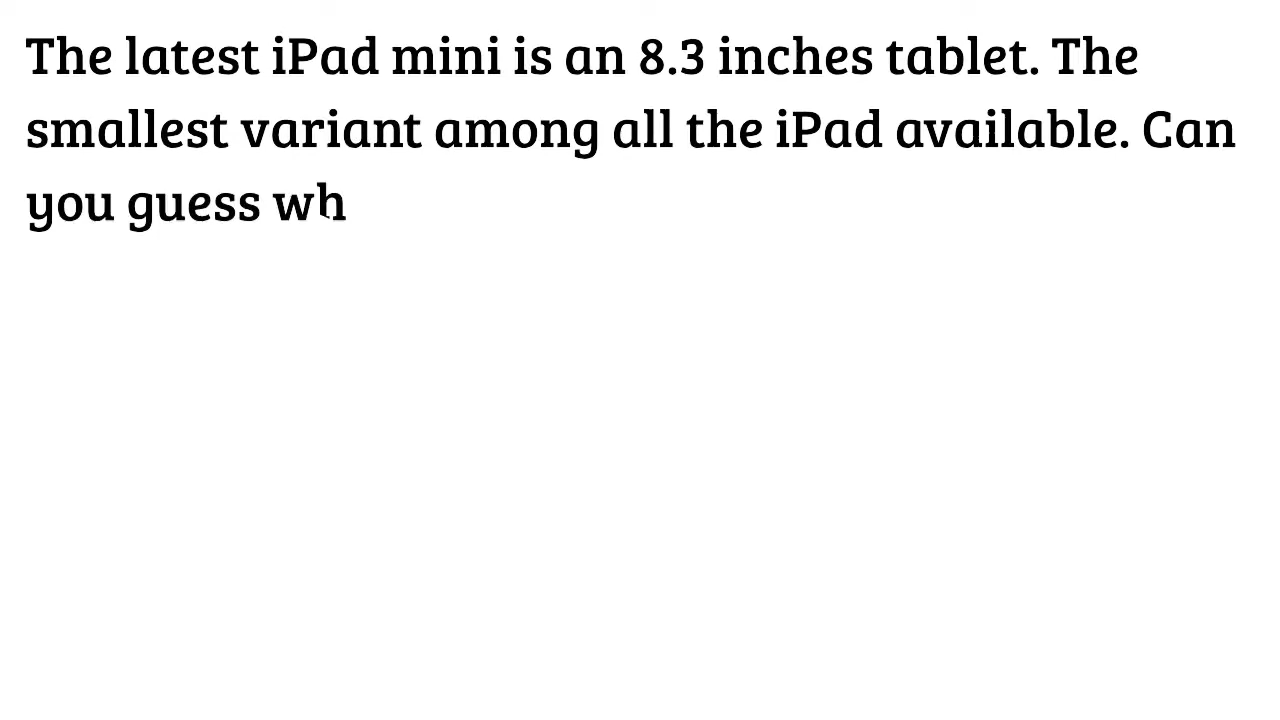 The latest iPad mini is an 8.3 inches tablet. The
smallest variant among all the iPad available. Can
you guess wh